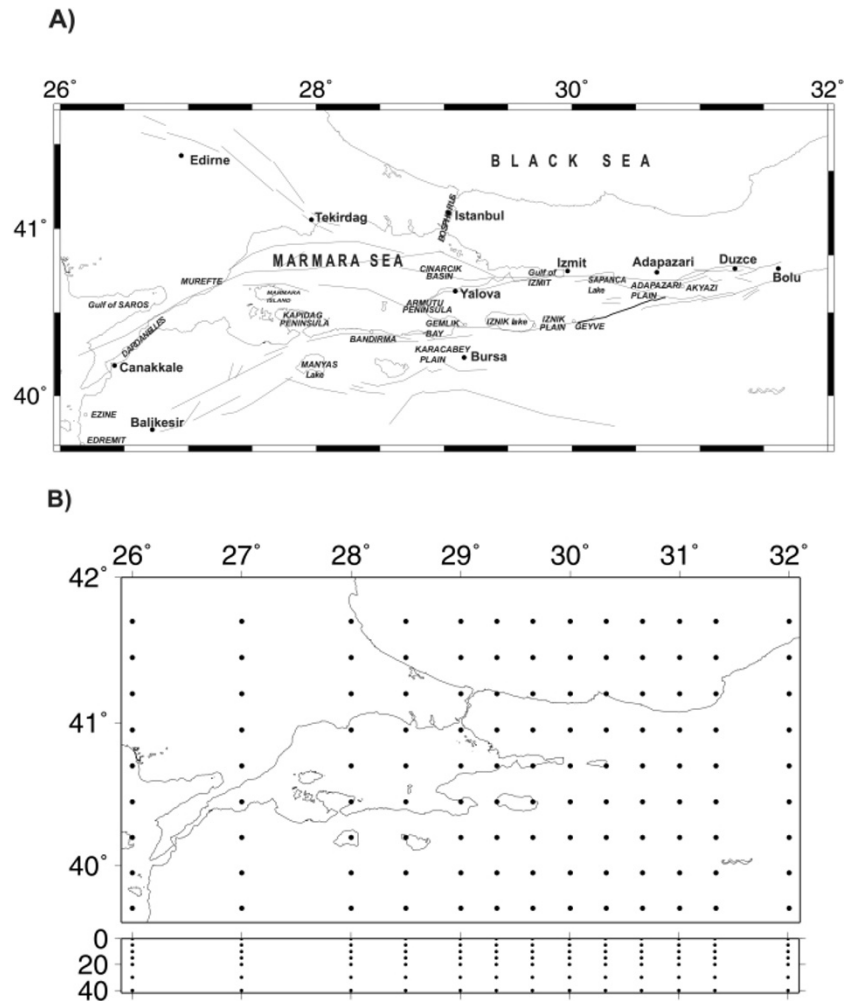 A)
26° 28° 30° 32°
BLACK SEA
Edirne
41°
Tekirdag
BOSPHORUS
Istanbul
MARMARA SEA
CINARCIK
BASIN
Gulf of
IZMIT
Izmit
SAPANCA
Lake
Adapazari
ADAPAZARI
PLAIN
AKYAZI
Duzce
Bolu
MUREFTE
Gulf of SAROS
MARMARA
ISLAND
KAPIDAG
PENINSULA
ARMUTU
PENINSULA
Yalova
GEMLIK
BAY
IZNIK lake
IZNIK
PLAIN
GEYVE
DARDANILLES
BANDIRMA
KARACABEY
PLAIN
Bursa
Canakkale
MANYAS
Lake
40°
EZINE
Balikesir
EDREMIT
B)
26° 27° 28° 29° 30° 31° 32°
42°
41°
40°
0
20
40